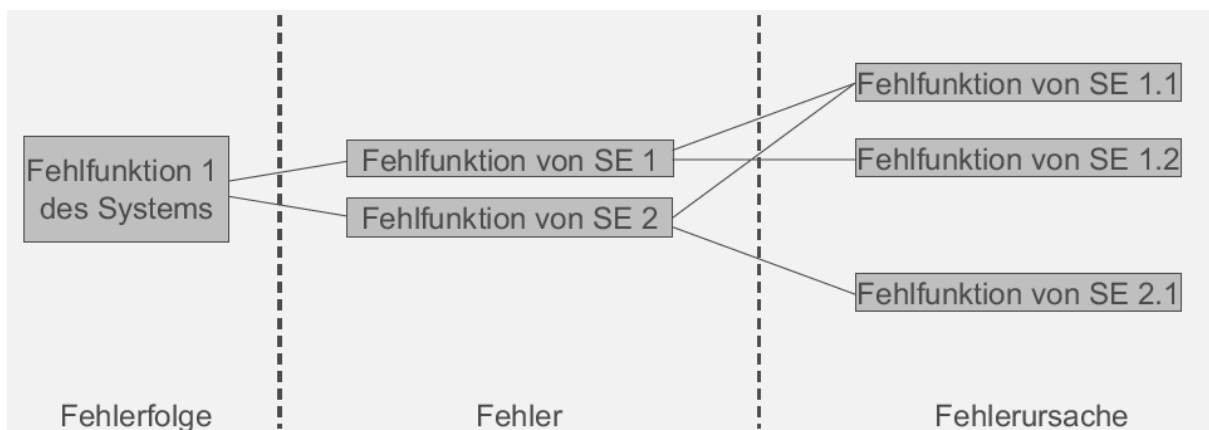 Fehlfunktion 1
des Systems
Fehlfunktion von SE 1
Fehlfunktion von SE 2
Fehlfunktion von SE 1.1
Fehlfunktion von SE 1.2
Fehlfunktion von SE 2.1
Fehlerfolge
Fehler
Fehlerursache